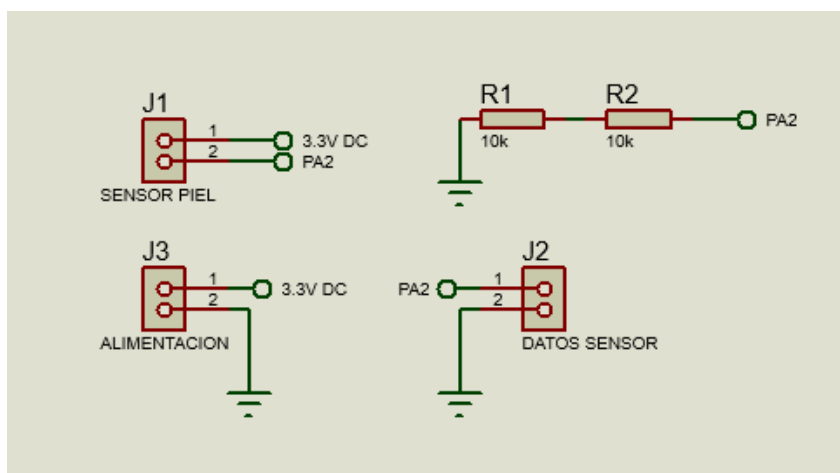 J1
1
3.3V DC
2
PA2
SENSOR PIEL
R1
10k
R2
10k
PA2
J3
1
3.3V DC
2
ALIMENTACION
J2
PA2
1
2
DATOS SENSOR